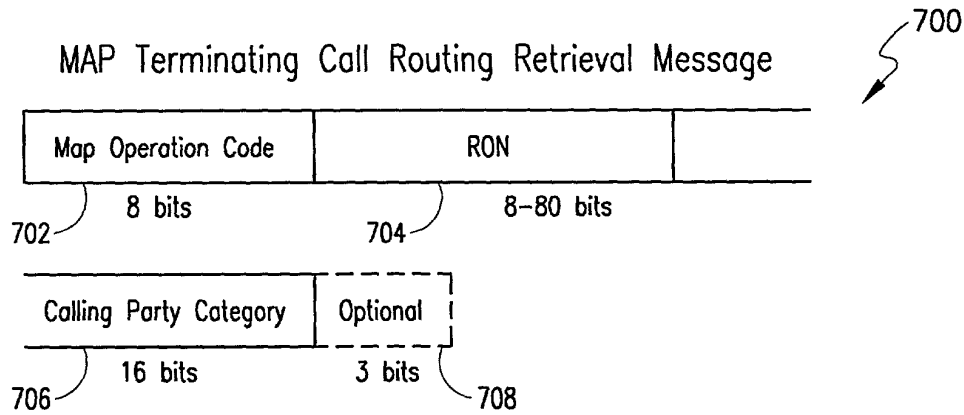 700
MAP Terminating Call Routing Retrieval Message
Map Operation Code RON
8 bits 8-80 bits
702 704
Calling Party Category Optional
16 bits 3 bits
706 708